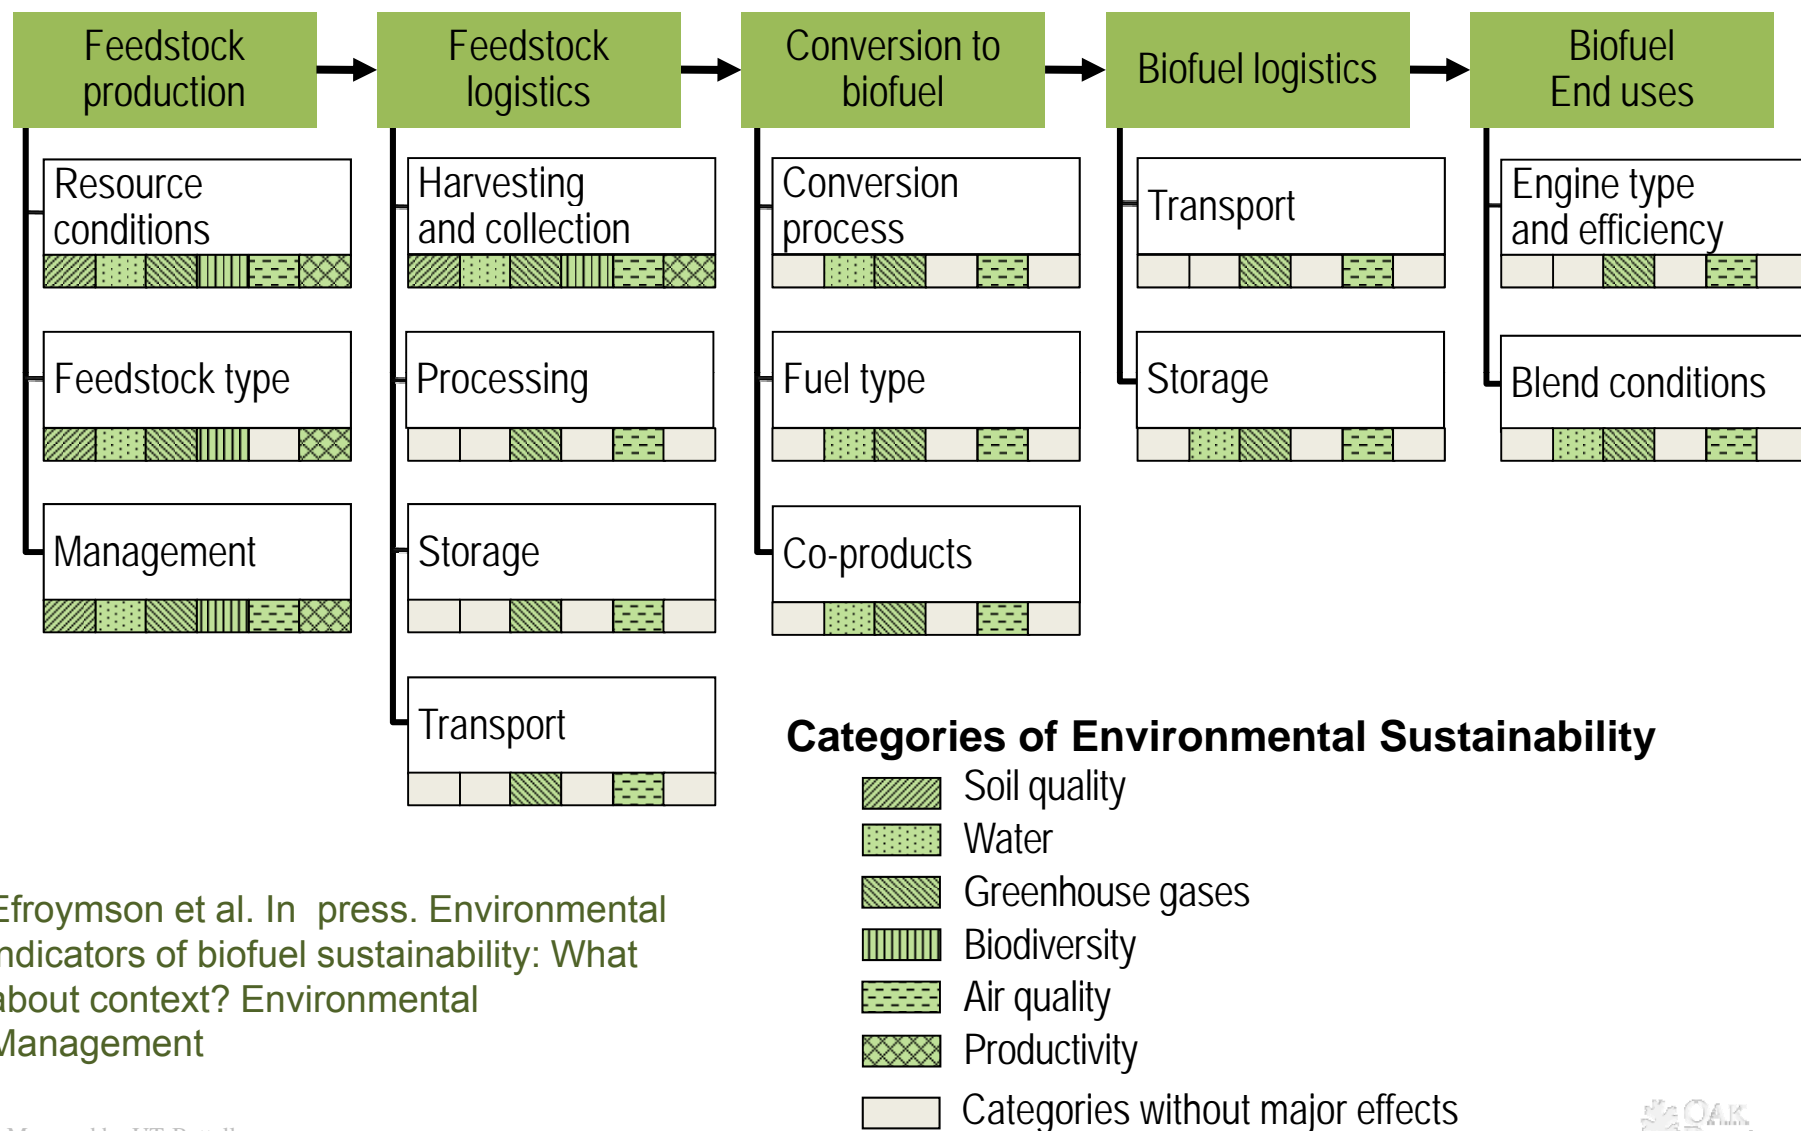 Feedstock
production
Feedstock
logistics
Conversion to
biofuel
Biofuel logistics
Biofuel
End uses
Resource
conditions
Feedstock type
Management
Harvesting
and collection
Processing
Storage
Transport
Conversion
process
Fuel type
Co-products
Transport
Storage
Engine type
and efficiency
Blend conditions
Categories of Environmental Sustainability
Soil quality
Water
Greenhouse gases
Biodiversity
Air quality
Productivity
Categories without major effects
Efroymson et al. In press. Environmental
indicators of biofuel sustainability: What
about context? Environmental
Management
OAK